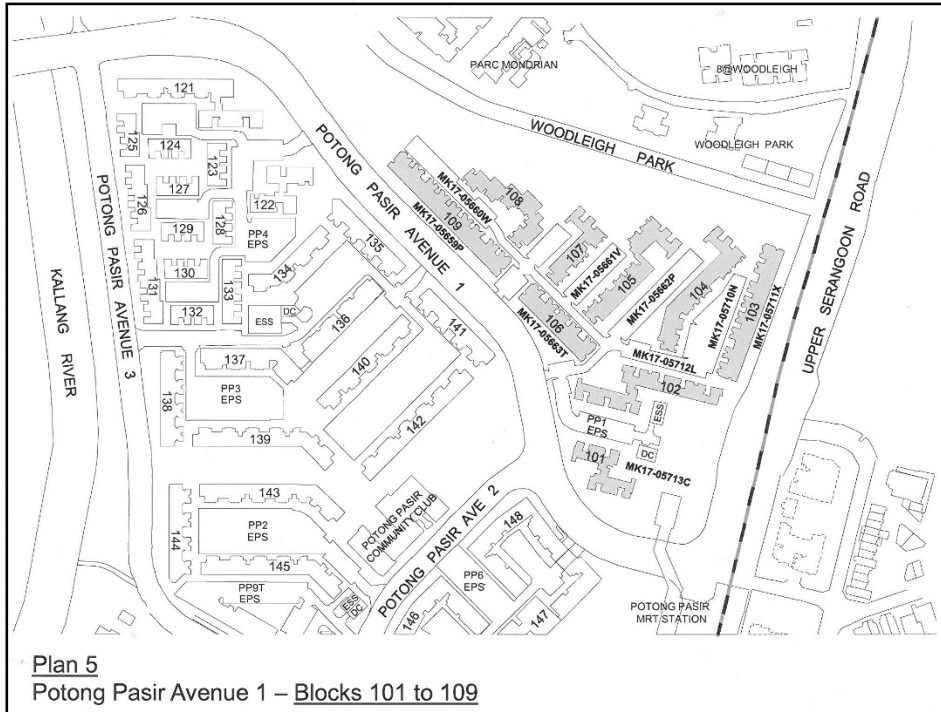 PARC MONDRIAN
8@WOODLEIGH
121
WOODLEIGH PARK
WOODLEIGH PARK
POTONG PASIR AVENUE 1
125
124
123
108
127
MK17-05660W
109
MK17-05659P
126
122
128
129
PP4
EPS
135
107
MK17-05661V
105
MK17-05662P
104
MK17-05710N
103
MK17-05711X
UPPER SERANGOON ROAD
POTONG PASIR AVENUE 3
KALLANG RIVER
131
130
133
134
132
ESS
DC
136
141
106
MK17-05663T
MK17-05712L
102
137
140
138
PP3
EPS
142
139
PP1
EPS
ESS
DC
101
MK17-05713C
143
144
PP2
EPS
145
POTONG PASIR
COMMUNITY CLUB
POTONG PASIR AVE 2
148
PP6
EPS
PP9T
EPS
ESS
DC
146
147
POTONG PASIR
MRT STATION
Plan 5
Potong Pasir Avenue 1 – Blocks 101 to 109